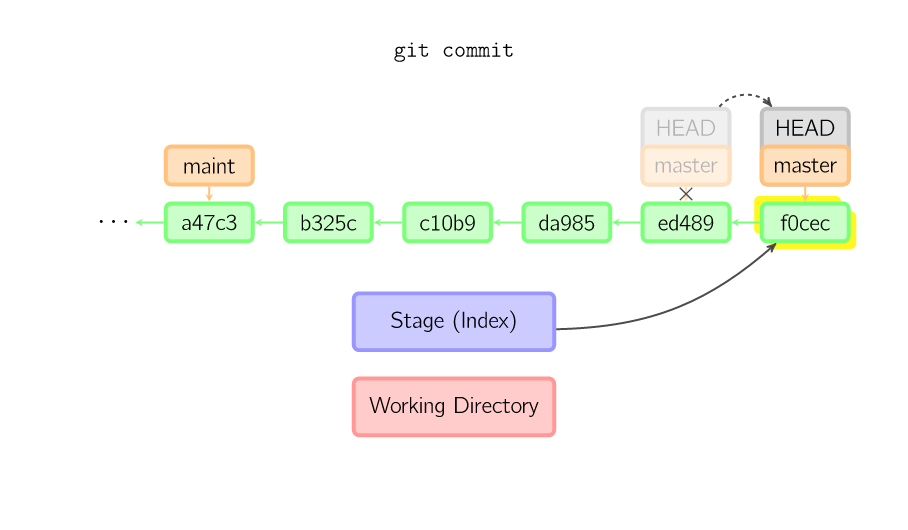 git commit
HEAD HEAD
maint master master
... a47c3 b325c c10b9 da985 ed489 f0cec
Stage (Index)
Working Directory